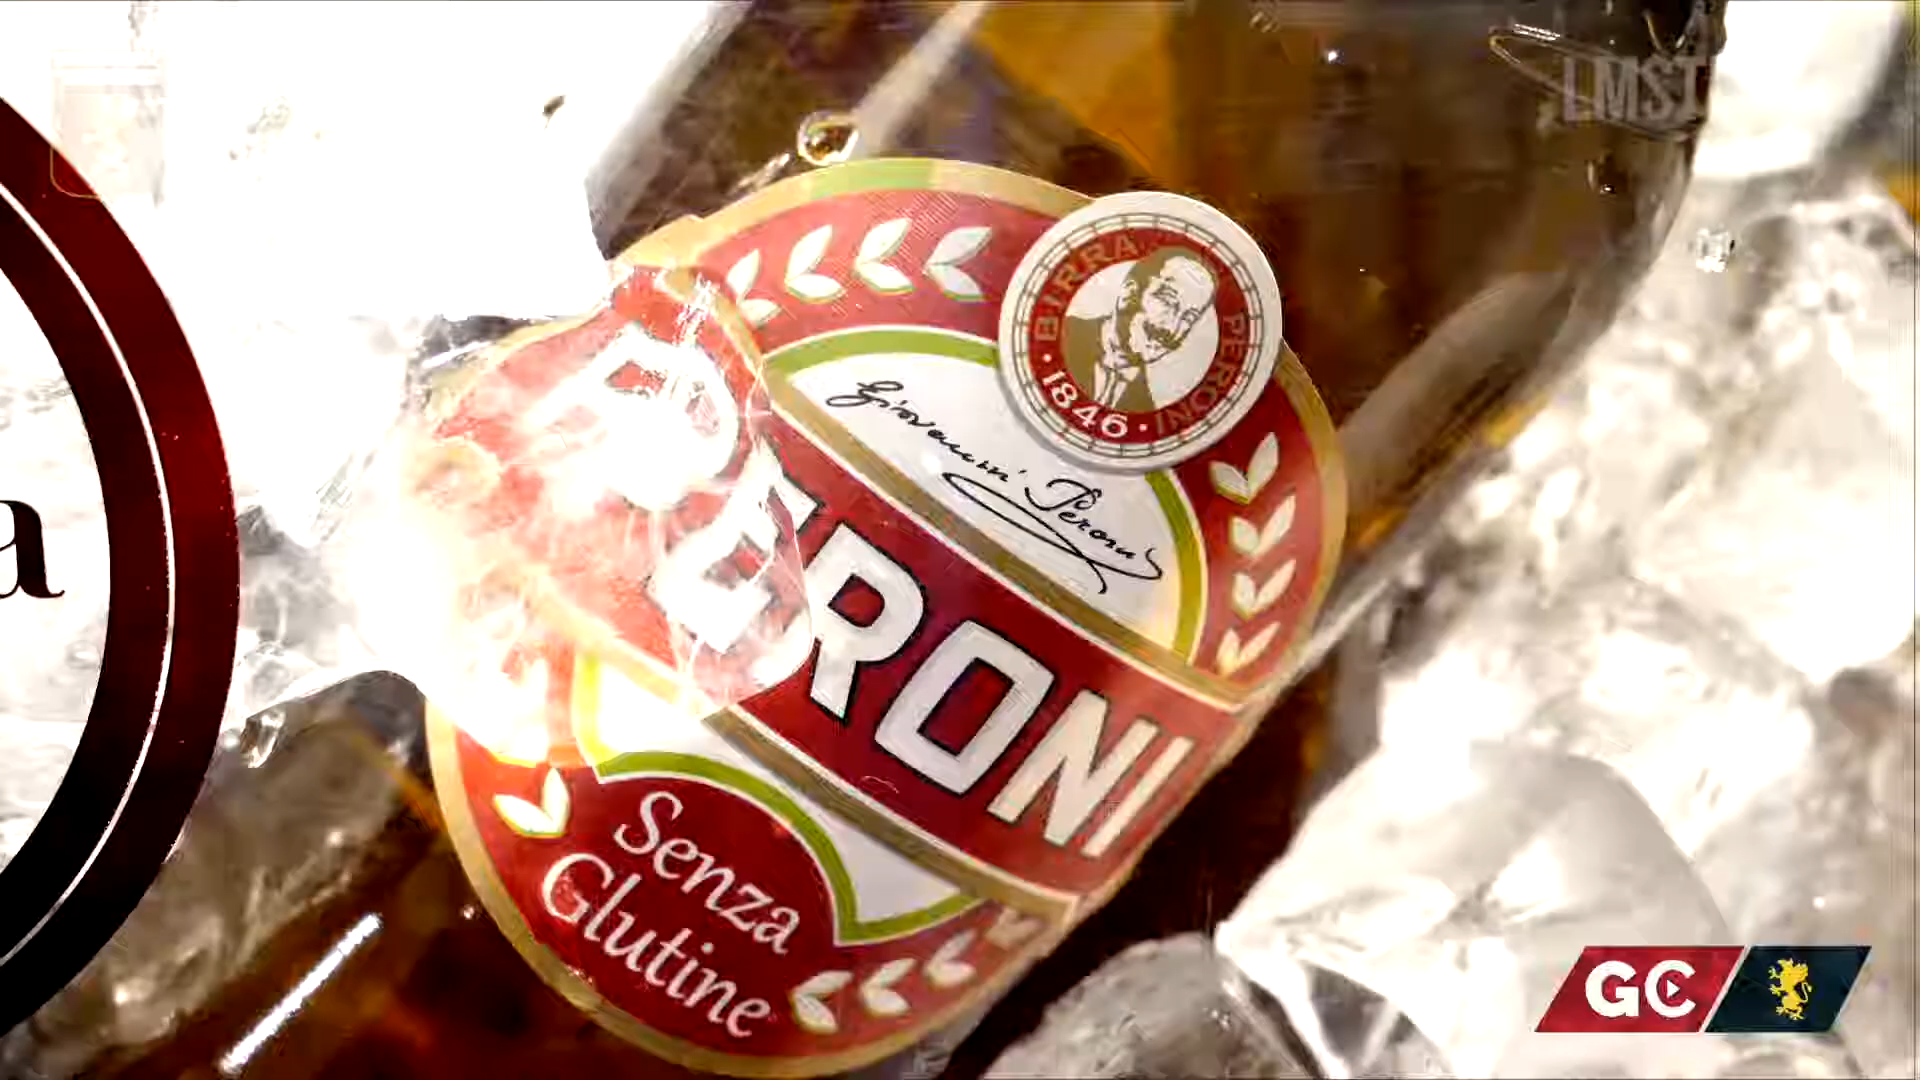 LMST
a
BIRRA PERONI
1846
Giovanni Peroni
PERONI
Senza
Glutine
GC